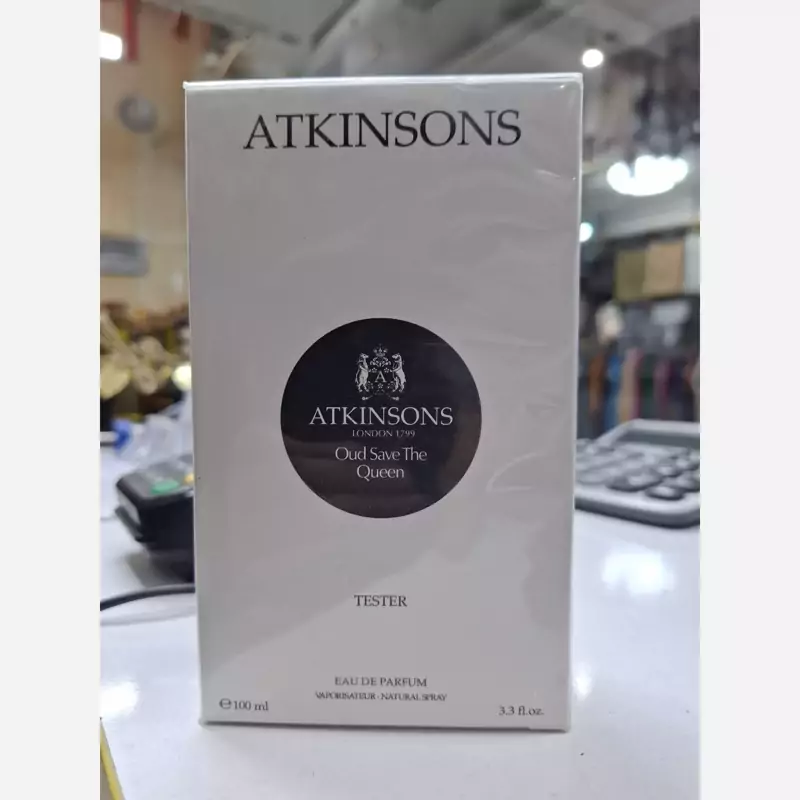 ATKINSONS
A
ATKINSONS
LONDON 1799
Oud Save The
Queen
TESTER
EAU DE PARFUM
VAPORISATEUR · NATURAL SPRAY
℮100 ml
3.3 fl.oz.